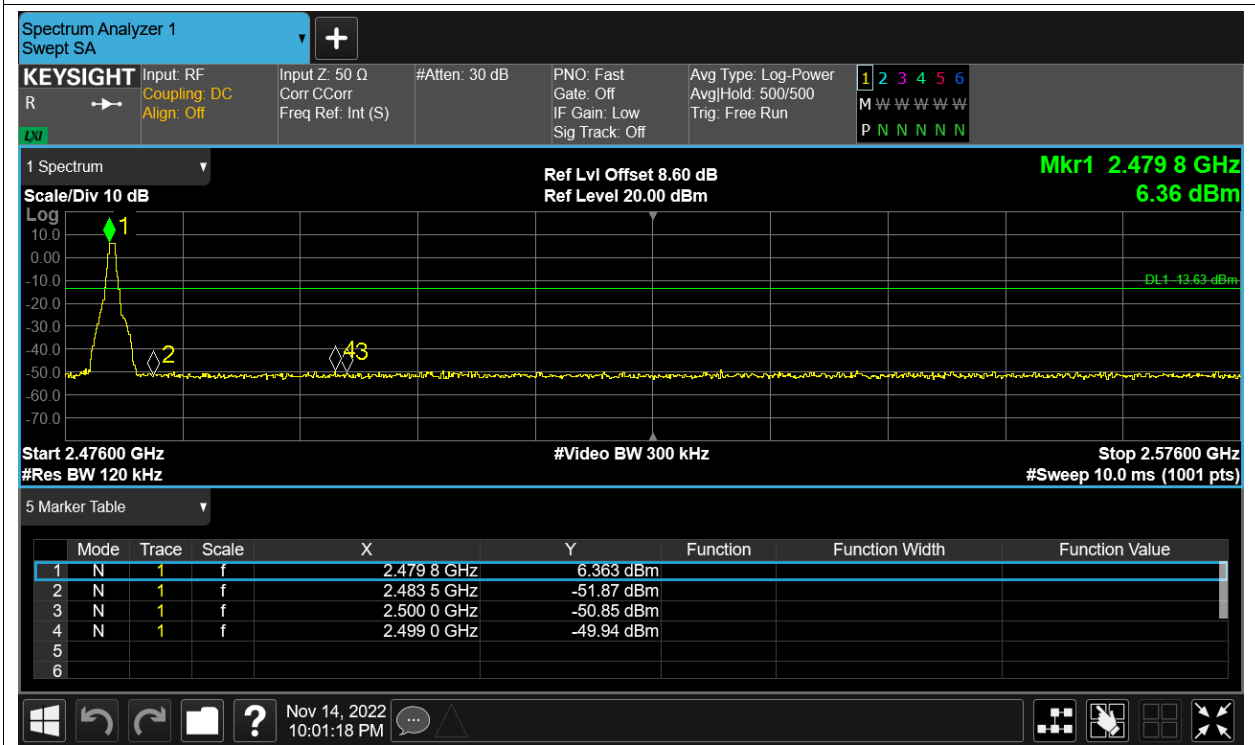 Spectrum Analyzer 1
Swept SA
KEYSIGHT Input: RF Input Z: 50 Ω #Atten: 30 dB PNO: Fast Avg Type: Log-Power 1 2 3 4 5 6
R Coupling: DC Corr CCorr Gate: Off Avg|Hold: 500/500 M W W W W W
Align: Off Freq Ref: Int (S) IF Gain: Low Trig: Free Run
LXI Sig Track: Off P N N N N N
1 Spectrum Ref Lvl Offset 8.60 dB Mkr1 2.479 8 GHz
Scale/Div 10 dB Ref Level 20.00 dBm 6.36 dBm
Log
1
10.0
0.00
-10.0 DL1 -13.63 dBm
-20.0
-30.0
-40.0 2 43
-50.0
-60.0
-70.0
Start 2.47600 GHz #Video BW 300 kHz Stop 2.57600 GHz
#Res BW 120 kHz #Sweep 10.0 ms (1001 pts)
5 Marker Table
Mode Trace Scale X Y Function Function Width Function Value
1 N 1 f 2.479 8 GHz 6.363 dBm
2 N 1 f 2.483 5 GHz -51.87 dBm
3 N 1 f 2.500 0 GHz -50.85 dBm
4 N 1 f 2.499 0 GHz -49.94 dBm
5
6
? Nov 14, 2022
10:01:18 PM